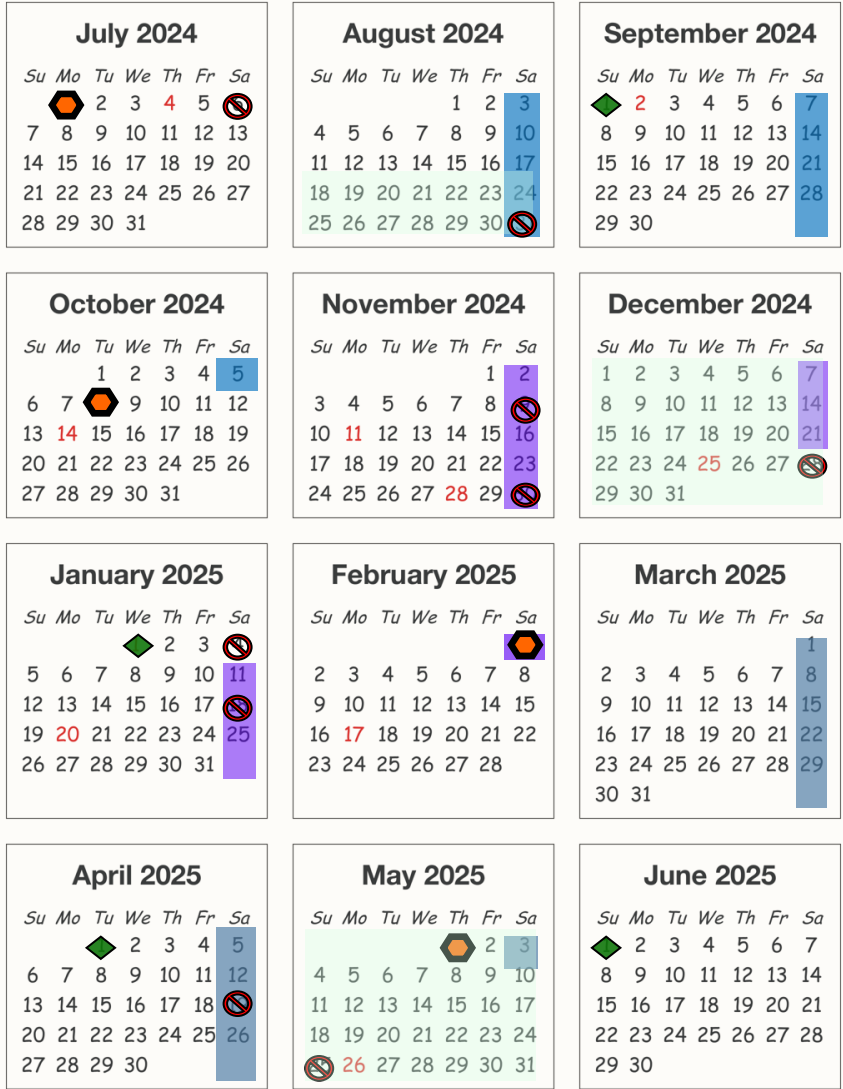 July 2024
Su Mo Tu We Th Fr Sa
2 3 4 5
7 8 9 10 11 12 13
14 15 16 17 18 19 20
21 22 23 24 25 26 27
28 29 30 31
August 2024
Su Mo Tu We Th Fr Sa
1 2 3
4 5 6 7 8 9 10
11 12 13 14 15 16 17
18 19 20 21 22 23 24
25 26 27 28 29 30
September 2024
Su Mo Tu We Th Fr Sa
1 2 3 4 5 6 7
8 9 10 11 12 13 14
15 16 17 18 19 20 21
22 23 24 25 26 27 28
29 30
October 2024
Su Mo Tu We Th Fr Sa
1 2 3 4 5
6 7 9 10 11 12
13 14 15 16 17 18 19
20 21 22 23 24 25 26
27 28 29 30 31
November 2024
Su Mo Tu We Th Fr Sa
1 2
3 4 5 6 7 8
10 11 12 13 14 15 16
17 18 19 20 21 22 23
24 25 26 27 28 29
December 2024
Su Mo Tu We Th Fr Sa
1 2 3 4 5 6 7
8 9 10 11 12 13 14
15 16 17 18 19 20 21
22 23 24 25 26 27
29 30 31
January 2025
Su Mo Tu We Th Fr Sa
1 2 3
5 6 7 8 9 10 11
12 13 14 15 16 17
19 20 21 22 23 24 25
26 27 28 29 30 31
February 2025
Su Mo Tu We Th Fr Sa
2 3 4 5 6 7 8
9 10 11 12 13 14 15
16 17 18 19 20 21 22
23 24 25 26 27 28
March 2025
Su Mo Tu We Th Fr Sa
1
2 3 4 5 6 7 8
9 10 11 12 13 14 15
16 17 18 19 20 21 22
23 24 25 26 27 28 29
30 31
April 2025
Su Mo Tu We Th Fr Sa
1 2 3 4 5
6 7 8 9 10 11 12
13 14 15 16 17 18
20 21 22 23 24 25 26
27 28 29 30
May 2025
Su Mo Tu We Th Fr Sa
2 3
4 5 6 7 8 9 10
11 12 13 14 15 16 17
18 19 20 21 22 23 24
26 27 28 29 30 31
June 2025
Su Mo Tu We Th Fr Sa
1 2 3 4 5 6 7
8 9 10 11 12 13 14
15 16 17 18 19 20 21
22 23 24 25 26 27 28
29 30